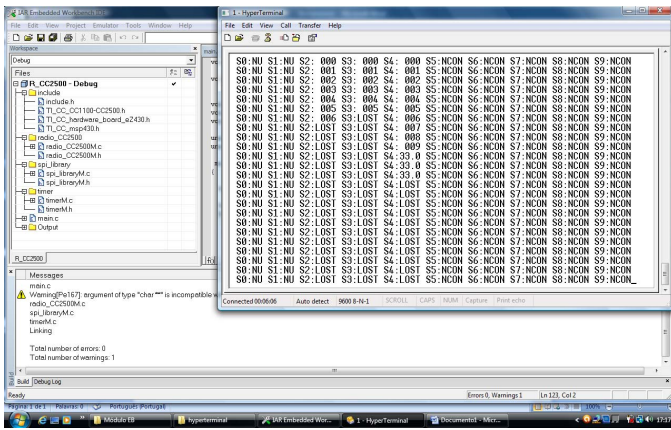 IAR Embedded Workbench IDE
File Edit View Project Emulator Tools Window Help
Workspace
Debug
Files
R_CC2500 - Debug
include
include.h
TI_CC_CC1100-CC2500.h
TI_CC_hardware_board_eZ430.h
TI_CC_msp430.h
radio_CC2500
radio_CC2500M.c
radio_CC2500M.h
spi_library
spi_libraryM.c
spi_libraryM.h
timer
timerM.c
timerM.h
main.c
Output
R_CC2500
main.
1 - HyperTerminal
File Edit View Call Transfer Help
S0:NU S1:NU S2: 000 S3: 000 S4: 000 S5:NCON S6:NCON S7:NCON S8:NCON S9:NCON
S0:NU S1:NU S2: 001 S3: 001 S4: 001 S5:NCON S6:NCON S7:NCON S8:NCON S9:NCON
S0:NU S1:NU S2: 002 S3: 002 S4: 002 S5:NCON S6:NCON S7:NCON S8:NCON S9:NCON
S0:NU S1:NU S2: 003 S3: 003 S4: 003 S5:NCON S6:NCON S7:NCON S8:NCON S9:NCON
S0:NU S1:NU S2: 004 S3: 004 S4: 004 S5:NCON S6:NCON S7:NCON S8:NCON S9:NCON
S0:NU S1:NU S2: 005 S3: 005 S4: 005 S5:NCON S6:NCON S7:NCON S8:NCON S9:NCON
S0:NU S1:NU S2: 006 S3: 006 S4: 006 S5:NCON S6:NCON S7:NCON S8:NCON S9:NCON
S0:NU S1:NU S2:LOST S3:LOST S4: 007 S5:NCON S6:NCON S7:NCON S8:NCON S9:NCON
S0:NU S1:NU S2:LOST S3:LOST S4: 008 S5:NCON S6:NCON S7:NCON S8:NCON S9:NCON
S0:NU S1:NU S2:LOST S3:LOST S4: 009 S5:NCON S6:NCON S7:NCON S8:NCON S9:NCON
S0:NU S1:NU S2:LOST S3:LOST S4:33.0 S5:NCON S6:NCON S7:NCON S8:NCON S9:NCON
S0:NU S1:NU S2:LOST S3:LOST S4:33.0 S5:NCON S6:NCON S7:NCON S8:NCON S9:NCON
S0:NU S1:NU S2:LOST S3:LOST S4:33.0 S5:NCON S6:NCON S7:NCON S8:NCON S9:NCON
S0:NU S1:NU S2:LOST S3:LOST S4:LOST S5:NCON S6:NCON S7:NCON S8:NCON S9:NCON
S0:NU S1:NU S2:LOST S3:LOST S4:LOST S5:NCON S6:NCON S7:NCON S8:NCON S9:NCON
S0:NU S1:NU S2:LOST S3:LOST S4:LOST S5:NCON S6:NCON S7:NCON S8:NCON S9:NCON
S0:NU S1:NU S2:LOST S3:LOST S4:LOST S5:NCON S6:NCON S7:NCON S8:NCON S9:NCON
S0:NU S1:NU S2:LOST S3:LOST S4:LOST S5:NCON S6:NCON S7:NCON S8:NCON S9:NCON
S0:NU S1:NU S2:LOST S3:LOST S4:LOST S5:NCON S6:NCON S7:NCON S8:NCON S9:NCON
S0:NU S1:NU S2:LOST S3:LOST S4:LOST S5:NCON S6:NCON S7:NCON S8:NCON S9:NCON
S0:NU S1:NU S2:LOST S3:LOST S4:LOST S5:NCON S6:NCON S7:NCON S8:NCON S9:NCON
S0:NU S1:NU S2:LOST S3:LOST S4:LOST S5:NCON S6:NCON S7:NCON S8:NCON S9:NCON
S0:NU S1:NU S2:LOST S3:LOST S4:LOST S5:NCON S6:NCON S7:NCON S8:NCON S9:NCON_
Connected 00:06:06 Auto detect 9600 8-N-1 SCROLL CAPS NUM Capture Print echo
Messages
main.c
Warning[Pe167]: argument of type "char **" is incompatible w
radio_CC2500M.c
spi_libraryM.c
timerM.c
Linking
Total number of errors: 0
Total number of warnings: 1
Build
Build Debug Log
Ready Errors 0, Warnings 1 Ln 123, Col 2
Página: 1 de 1 Palavras: 0 Português (Portugal) 100%
Módulo EB hyperterminal IAR Embedded Wor... 1 - HyperTerminal Documento1 - Micr... 17:17